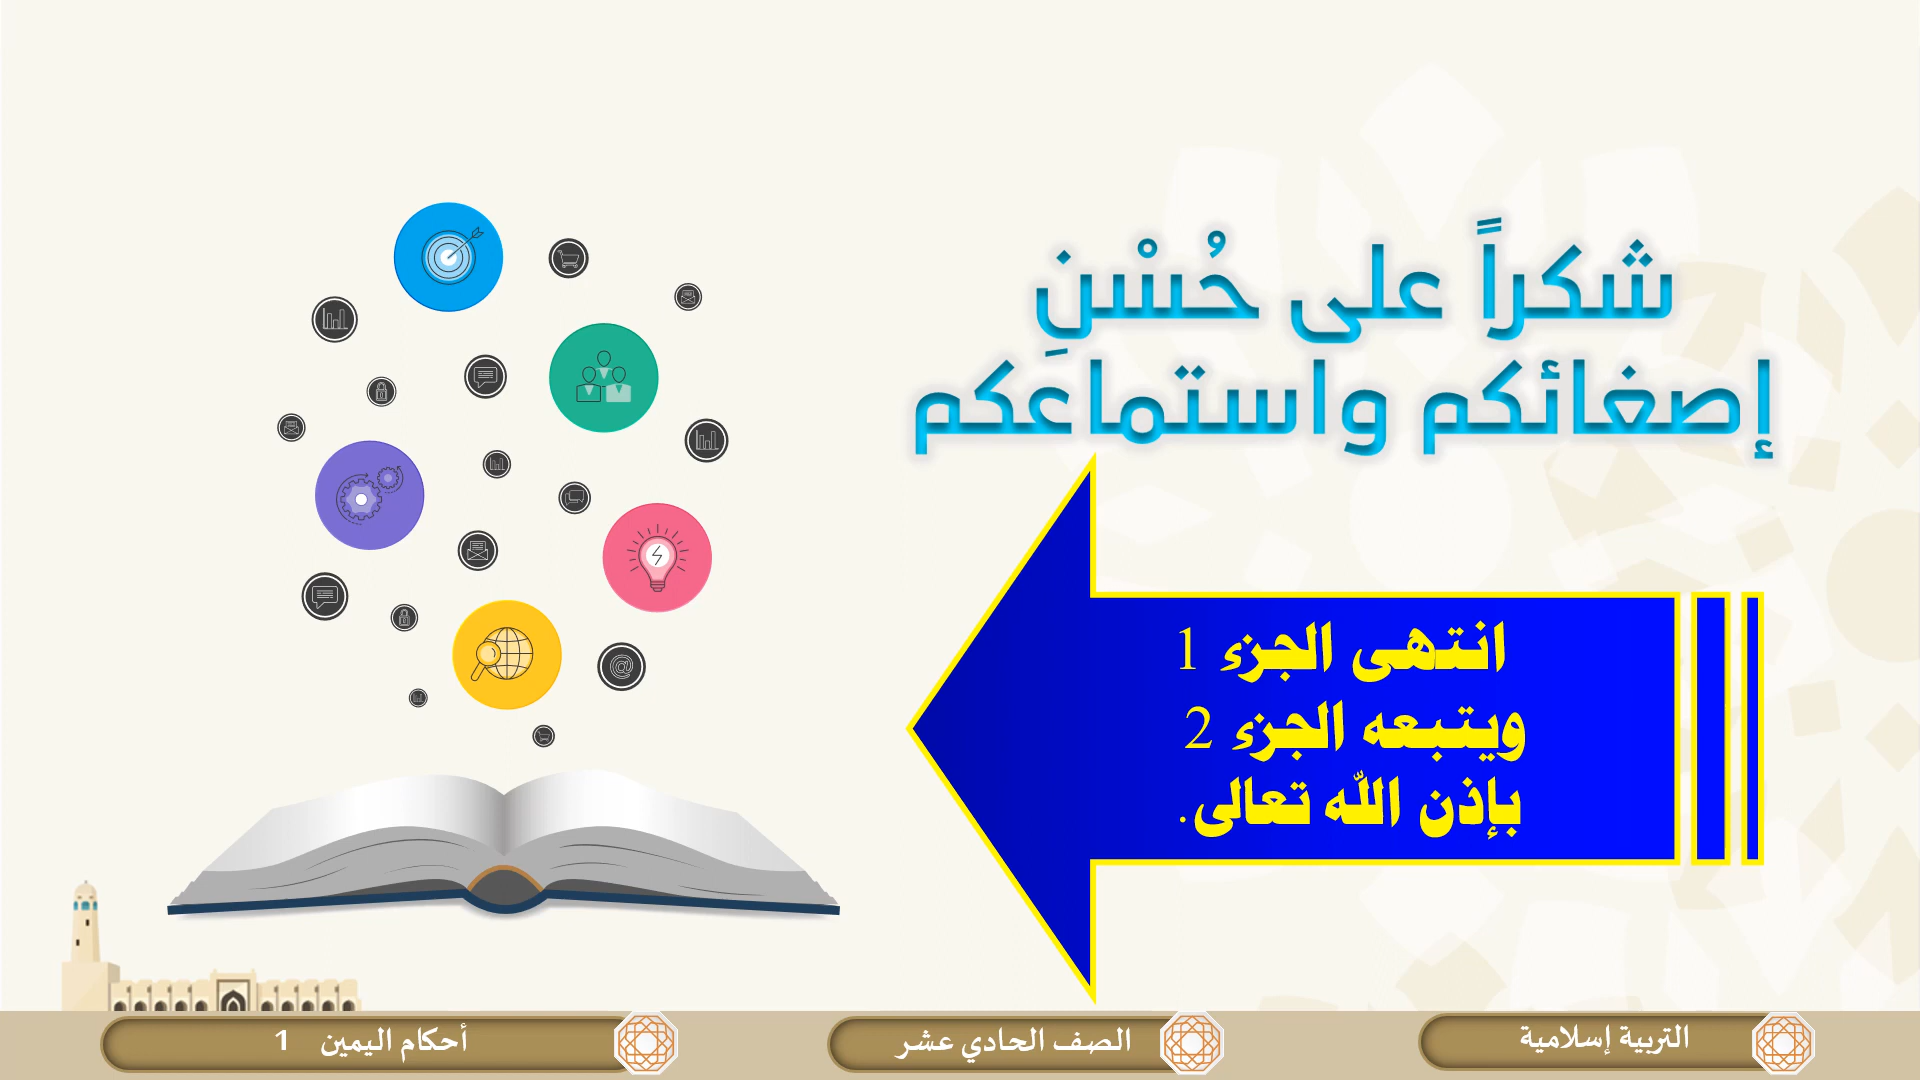 شكراً على حُسْنِ
إصغائكم واستماعكم
انتهى الجزء 1
ويتبعه الجزء 2
بإذن الله تعالى.
التربية إسلامية
الصف الحادي عشر
أحكام اليمين 1